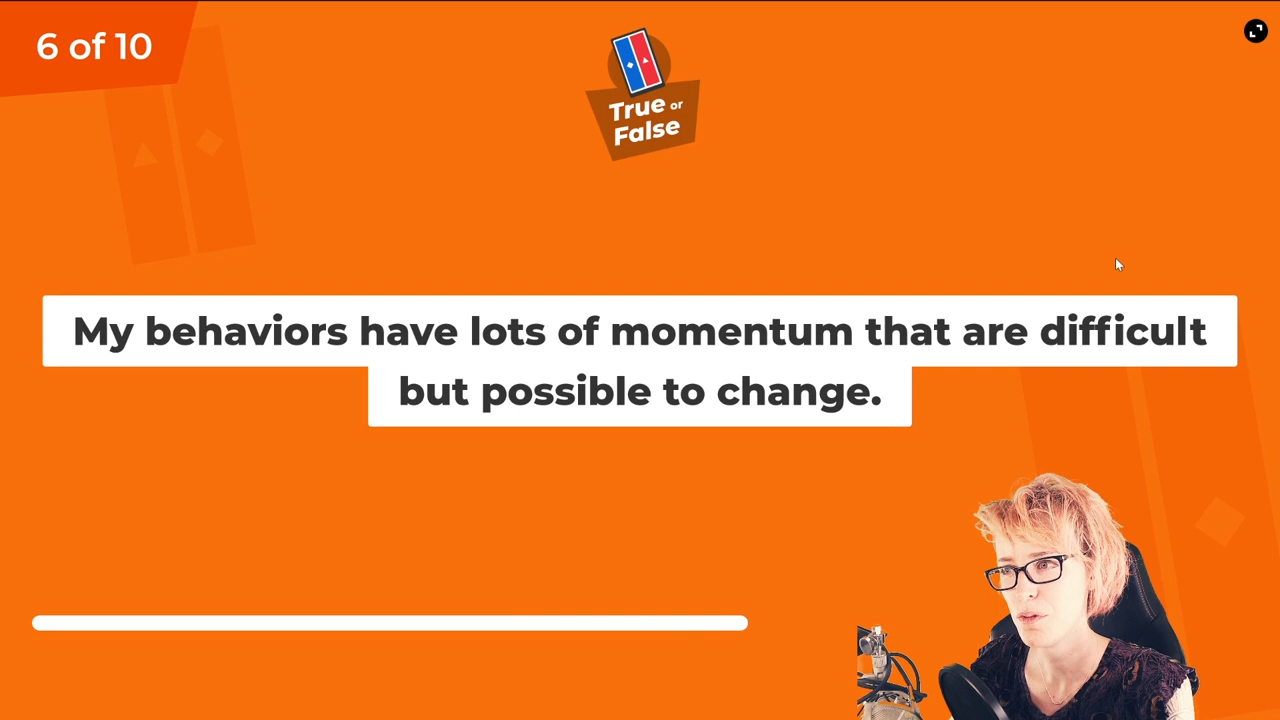 6 of 10
True or
False
My behaviors have lots of momentum that are difficult
but possible to change.